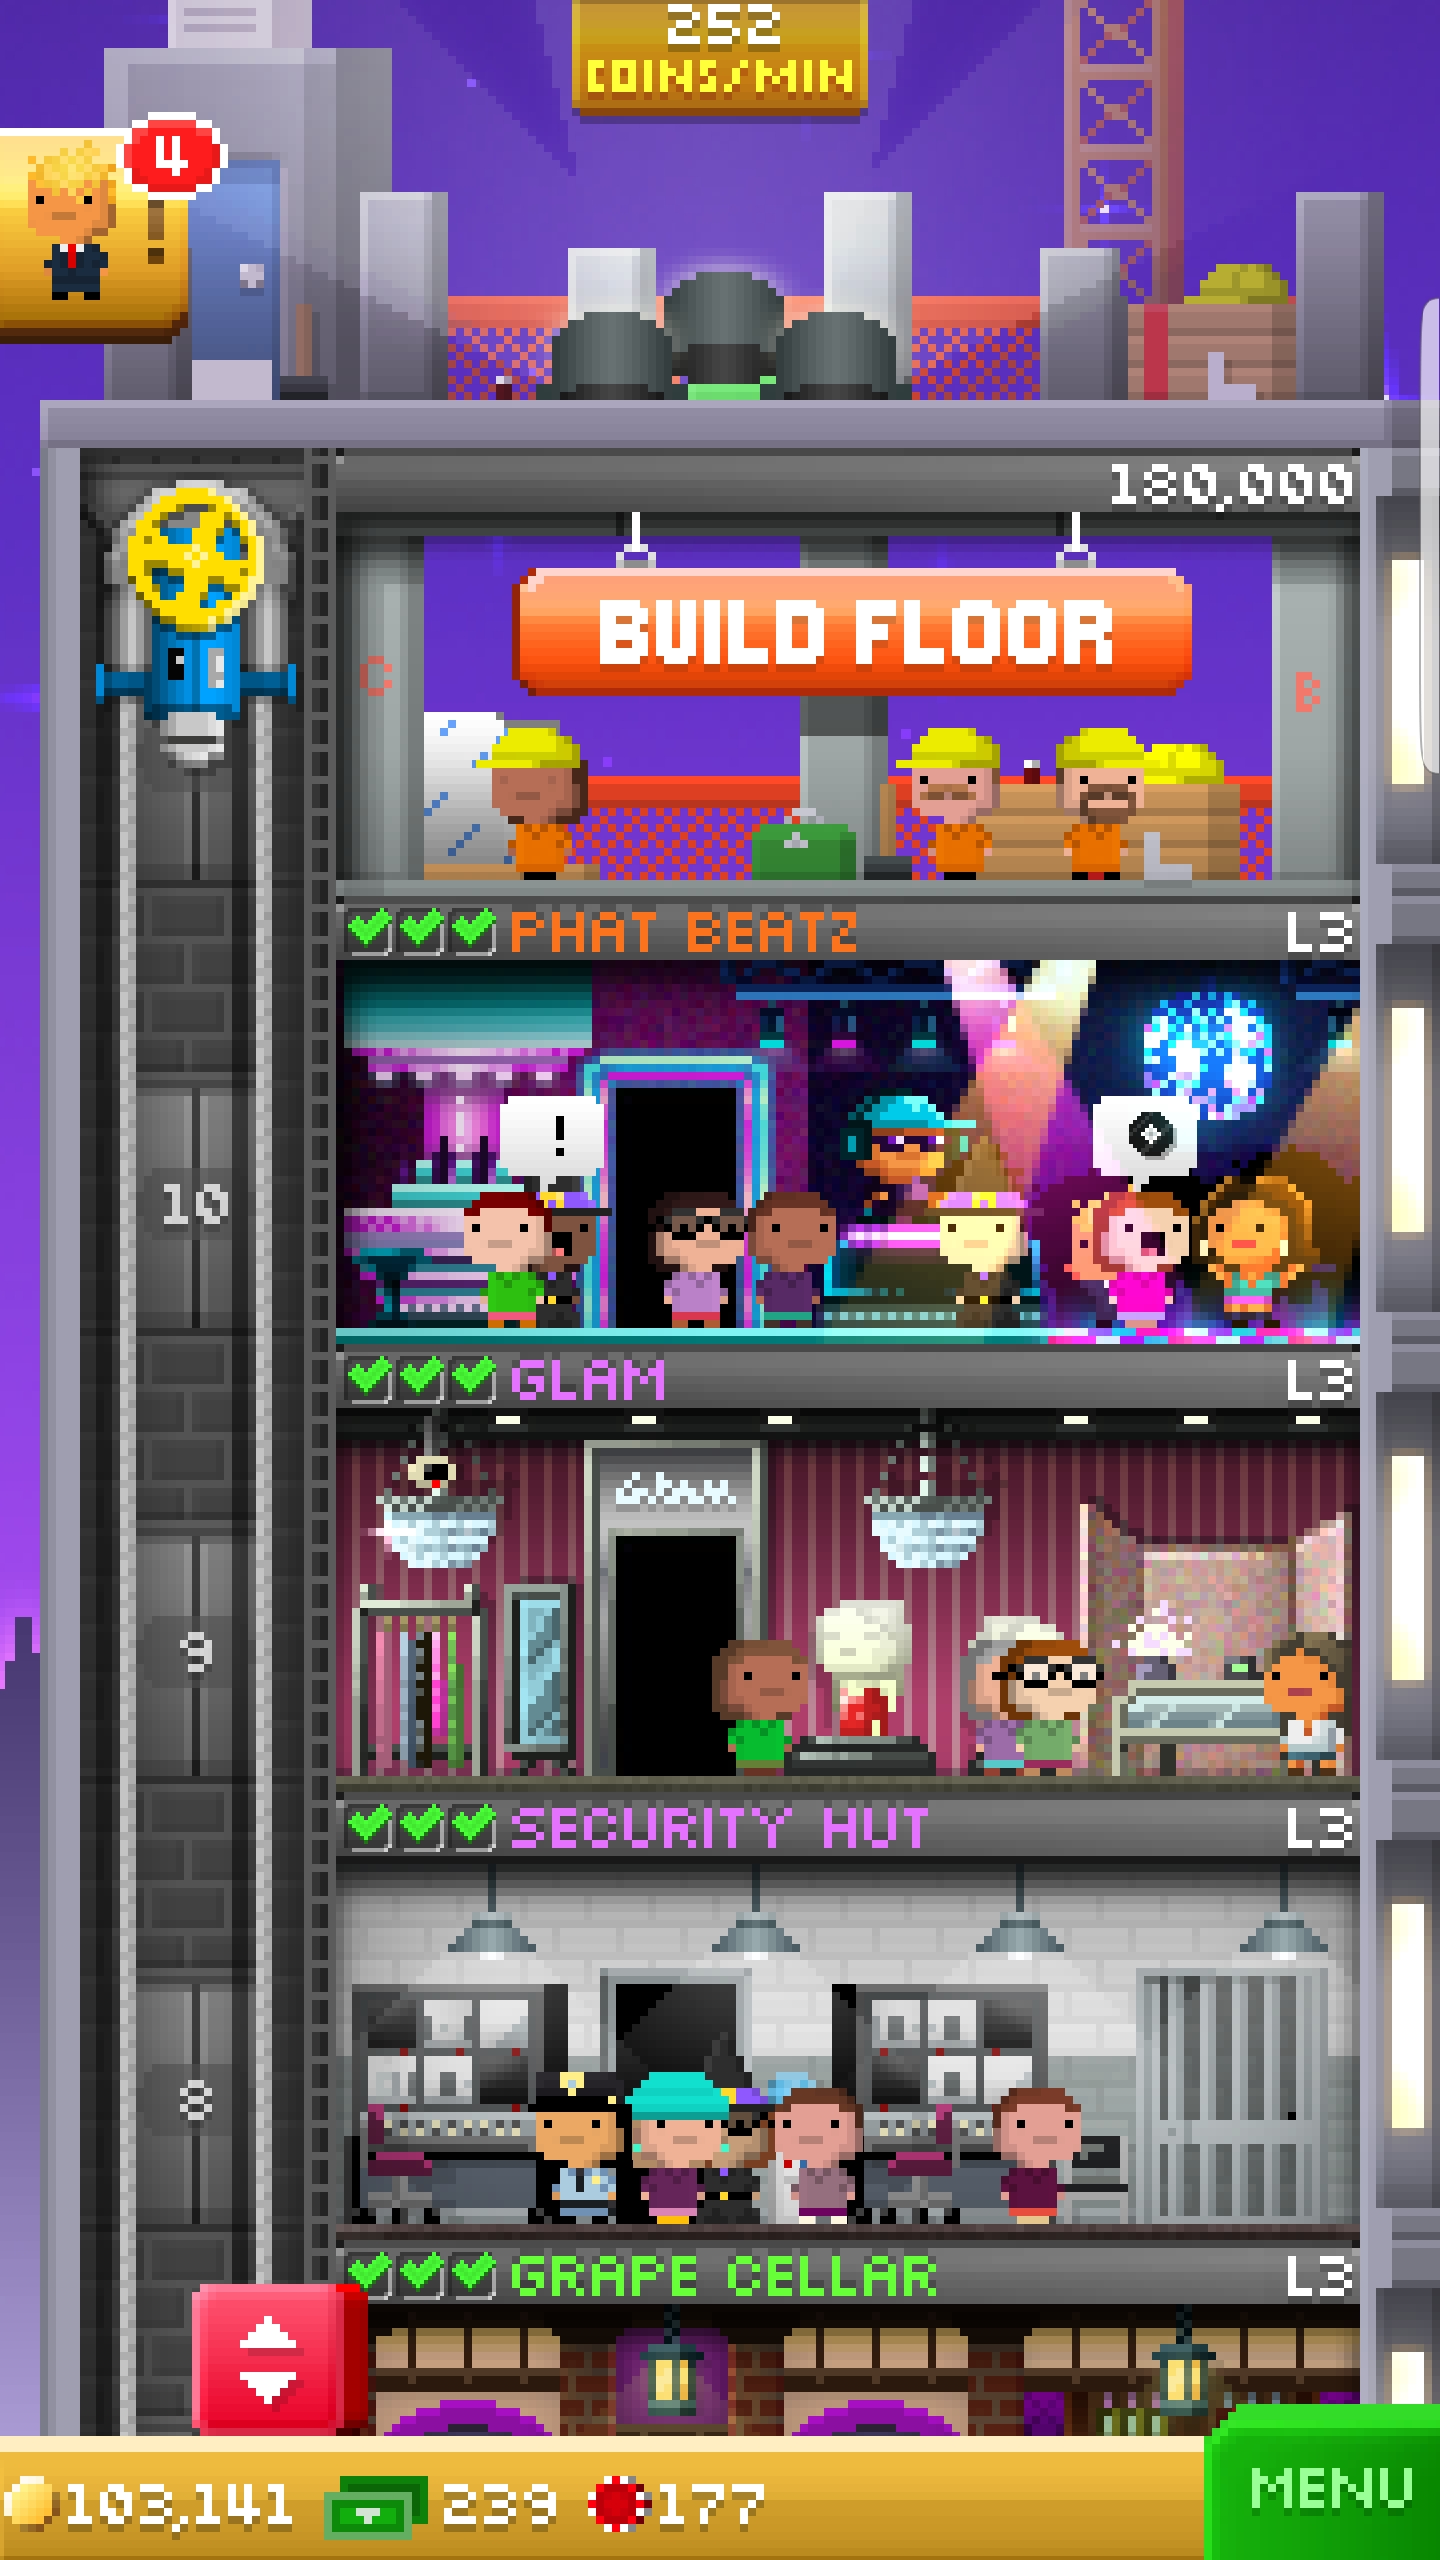 252
COINS/MIN
4
!
180,000
C
BUILD FLOOR
B
PHAT BEATZ L3
!
10
GLAM L3
Glam
9
SECURITY HUT L3
8
GRAPE CELLAR L3
103,141 239 177
MENU